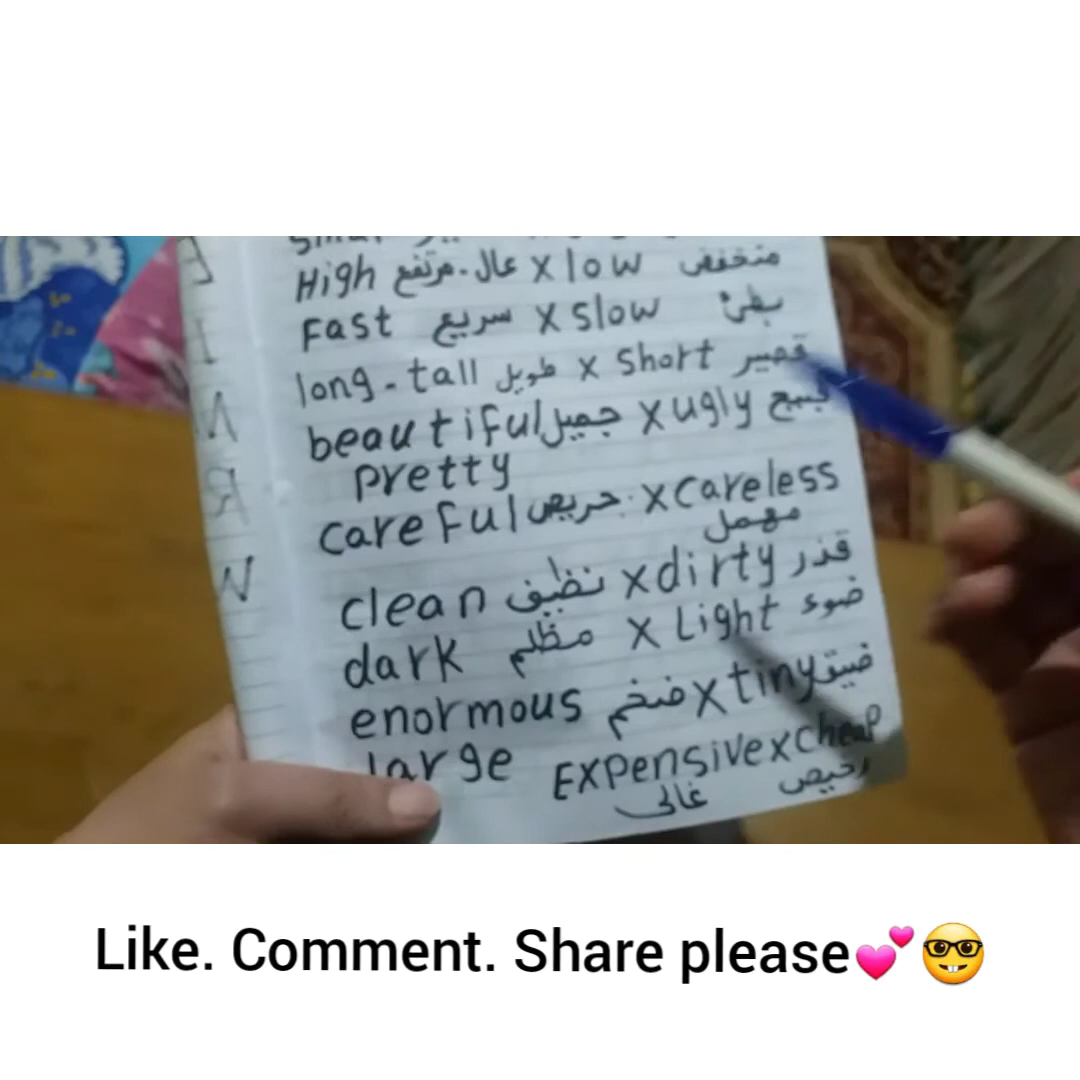 High عال. مرتفع X low منخفض
Fast سريع X slow بطئ
long - tall طويل X short قصير
beautiful جميل X ugly قبيح
pretty
careful حريص. X careless
مهمل
clean نظيف X dirty قذر
dark مظلم X Light ضوء
enormous ضخم X tiny ضيق
large EXPensive X cheap
غالى رخيص
Like. Comment. Share please💕🤓